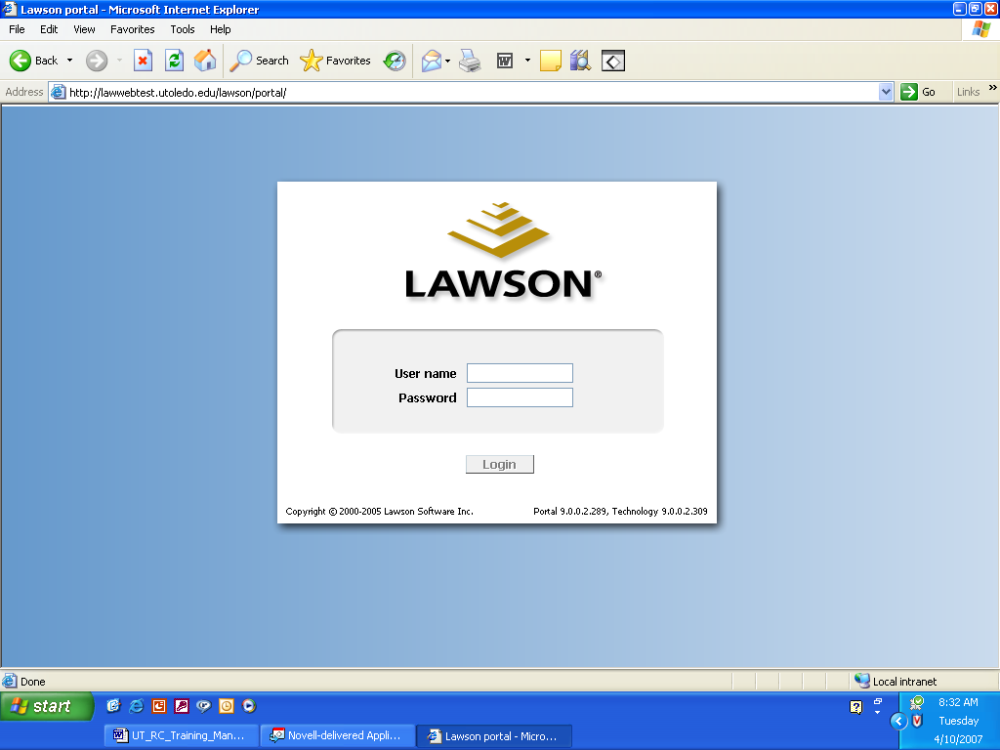 Lawson portal - Microsoft Internet Explorer
File Edit View Favorites Tools Help
Back Search Favorites
Address http://lawwebtest.utoledo.edu/lawson/portal/ Go Links »
LAWSON®
User name
Password
Login
Copyright © 2000-2005 Lawson Software Inc. Portal 9.0.0.2.289, Technology 9.0.0.2.309
Done Local intranet
start 8:32 AM
Tuesday
UT_RC_Training_Man... Novell-delivered Appli... Lawson portal - Micro... 4/10/2007